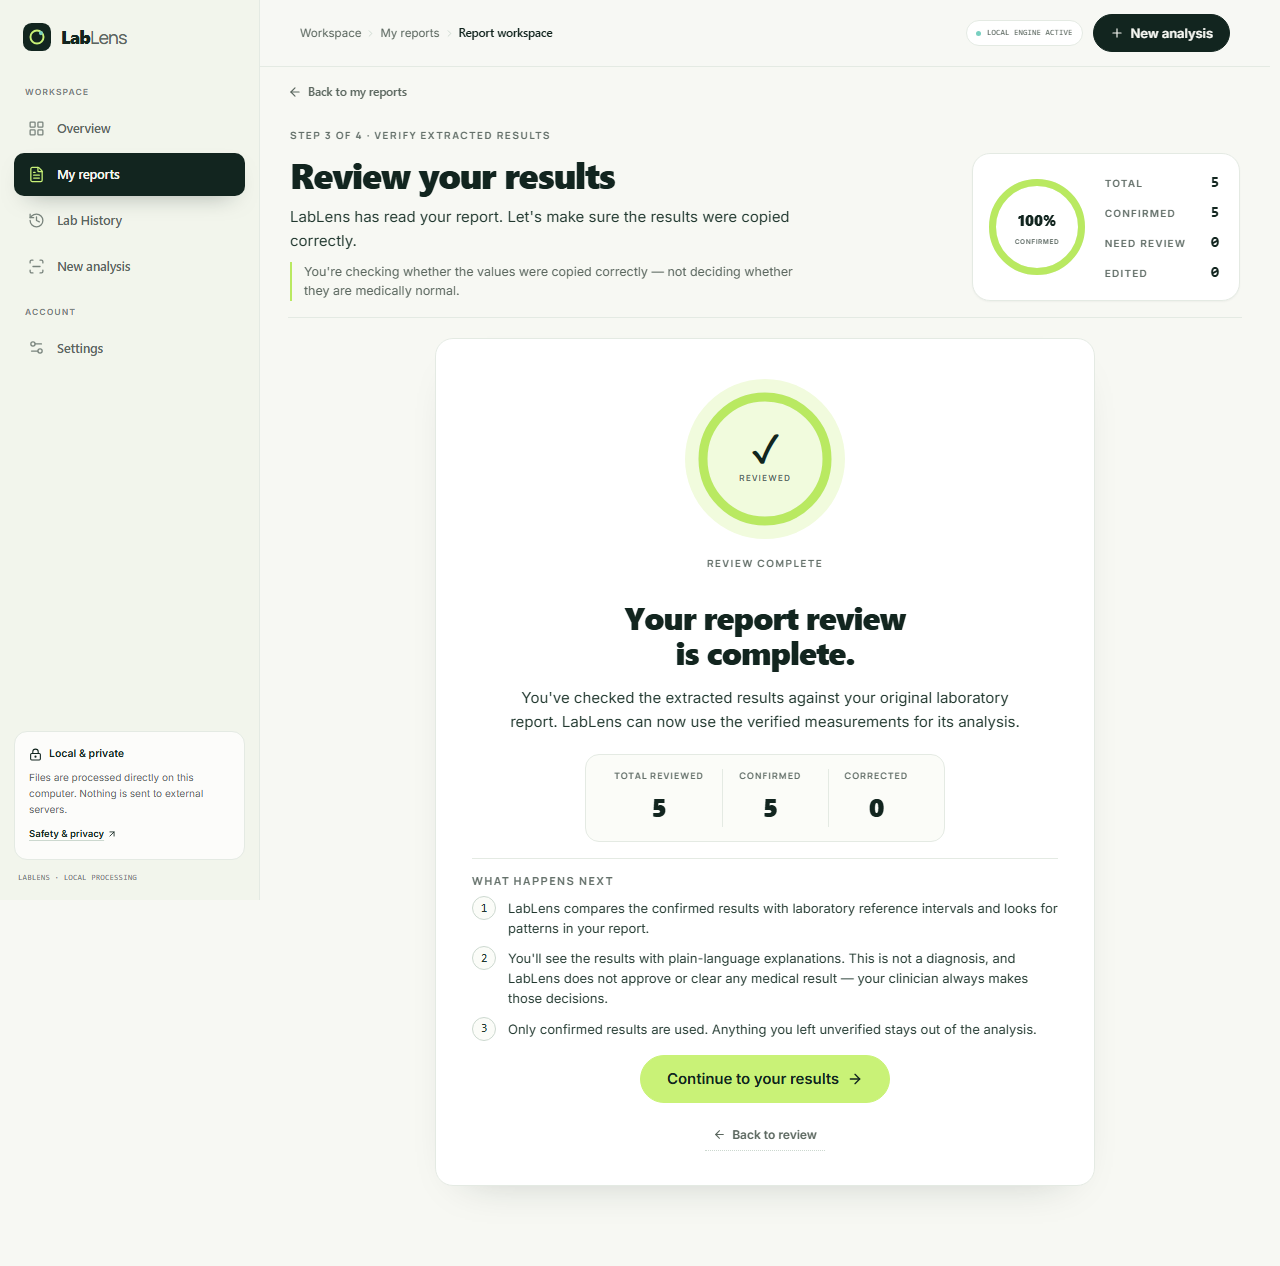 LabLens
WORKSPACE
Overview
My reports
Lab History
New analysis
ACCOUNT
Settings
Local & private
Files are processed directly on this
computer. Nothing is sent to external
servers.
Safety & privacy ↗
LABLENS · LOCAL PROCESSING
Workspace › My reports › Report workspace
LOCAL ENGINE ACTIVE
+ New analysis
← Back to my reports
STEP 3 OF 4 · VERIFY EXTRACTED RESULTS
Review your results
LabLens has read your report. Let's make sure the results were copied
correctly.
You're checking whether the values were copied correctly — not deciding whether
they are medically normal.
100%
CONFIRMED
TOTAL 5
CONFIRMED 5
NEED REVIEW 0
EDITED 0
✓
REVIEWED
REVIEW COMPLETE
Your report review
is complete.
You've checked the extracted results against your original laboratory
report. LabLens can now use the verified measurements for its analysis.
TOTAL REVIEWED CONFIRMED CORRECTED
5 5 0
WHAT HAPPENS NEXT
1 LabLens compares the confirmed results with laboratory reference intervals and looks for
patterns in your report.
2 You'll see the results with plain-language explanations. This is not a diagnosis, and
LabLens does not approve or clear any medical result — your clinician always makes
those decisions.
3 Only confirmed results are used. Anything you left unverified stays out of the analysis.
Continue to your results →
← Back to review